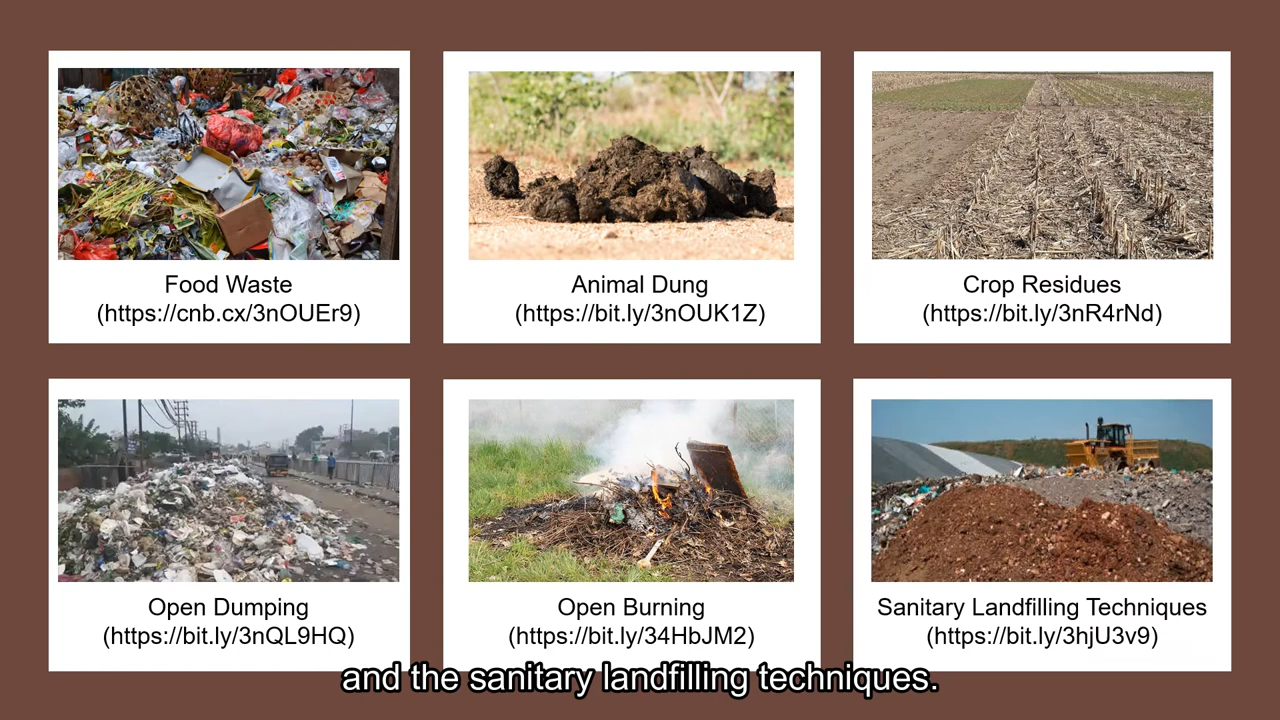 Food Waste
(https://cnb.cx/3nOUEr9)
Animal Dung
(https://bit.ly/3nOUK1Z)
Crop Residues
(https://bit.ly/3nR4rNd)
Open Dumping
(https://bit.ly/3nQL9HQ)
Open Burning
(https://bit.ly/34HbJM2)
Sanitary Landfilling Techniques
(https://bit.ly/3hjU3v9)
and the sanitary landfilling techniques.